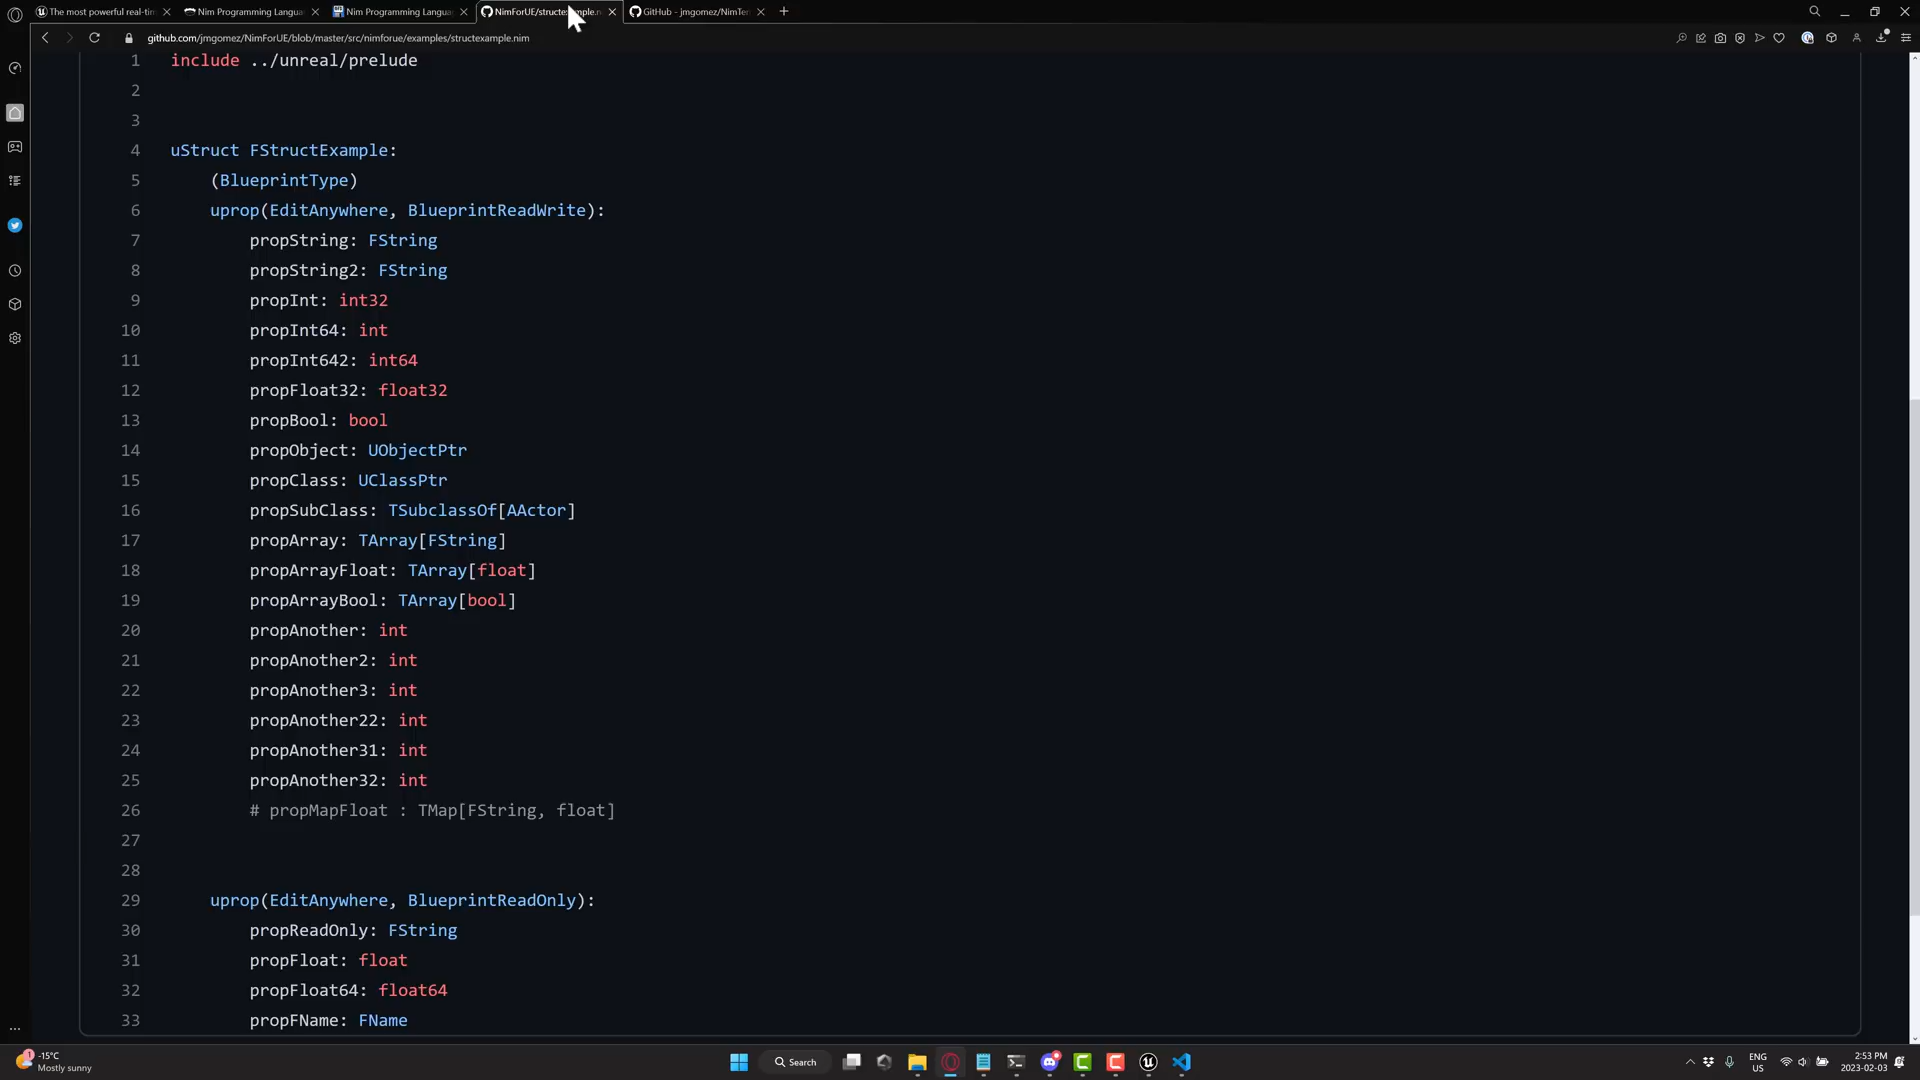 The most powerful real-tim
Nim Programming Langua
Nim Programming Langua
NimForUE/structexample.n
GitHub - jmgomez/NimTem
github.com/jmgomez/NimForUE/blob/master/src/nimforue/examples/structexample.nim
1 include ../unreal/prelude
2
3
4 uStruct FStructExample:
5 (BlueprintType)
6 uprop(EditAnywhere, BlueprintReadWrite):
7 propString: FString
8 propString2: FString
9 propInt: int32
10 propInt64: int
11 propInt642: int64
12 propFloat32: float32
13 propBool: bool
14 propObject: UObjectPtr
15 propClass: UClassPtr
16 propSubClass: TSubclassOf[AActor]
17 propArray: TArray[FString]
18 propArrayFloat: TArray[float]
19 propArrayBool: TArray[bool]
20 propAnother: int
21 propAnother2: int
22 propAnother3: int
23 propAnother22: int
24 propAnother31: int
25 propAnother32: int
26 # propMapFloat : TMap[FString, float]
27
28
29 uprop(EditAnywhere, BlueprintReadOnly):
30 propReadOnly: FString
31 propFloat: float
32 propFloat64: float64
33 propFName: FName
1
-15°C
Mostly sunny
Search
ENG
US
2:53 PM
2023-02-03